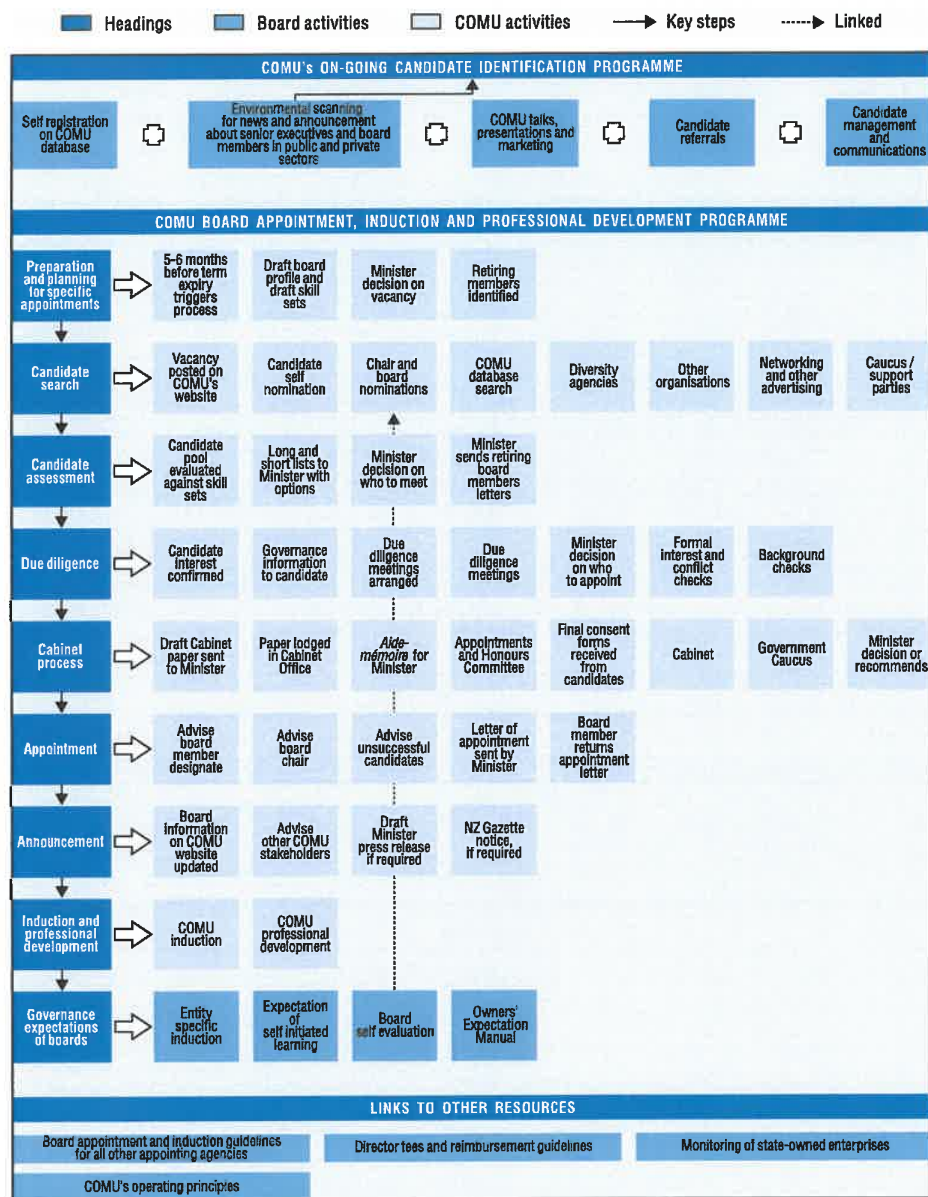 Headings
Board activities
COMU activities
Key steps
Linked
COMU's ON-GOING CANDIDATE IDENTIFICATION PROGRAMME
Self registration
on COMU
database
Environmental scanning
for news and announcement
about senior executives and board
members in public and private
sectors
COMU talks,
presentations and
marketing
Candidate
referrals
Candidate
management
and
communications
COMU BOARD APPOINTMENT, INDUCTION AND PROFESSIONAL DEVELOPMENT PROGRAMME
Preparation
and planning
for specific
appointments
5-6 months
before term
expiry
triggers
process
Draft board
profile and
draft skill
sets
Minister
decision on
vacancy
Retiring
members
identified
Candidate
search
Vacancy
posted on
COMU's
website
Candidate
self
nomination
Chair and
board
nominations
COMU
database
search
Diversity
agencies
Other
organisations
Networking
and other
advertising
Caucus /
support
parties
Candidate
assessment
Candidate
pool
evaluated
against skill
sets
Long and
short lists to
Minister with
options
Minister
decision on
who to meet
Minister
sends retiring
board
members
letters
Due diligence
Candidate
interest
confirmed
Governance
information
to candidate
Due
diligence
meetings
arranged
Due
diligence
meetings
Minister
decision
on who
to appoint
Formal
interest and
conflict
checks
Background
checks
Cabinet
process
Draft Cabinet
paper sent
to Minister
Paper lodged
in Cabinet
Office
Aide-
mémoire for
Minister
Appointments
and Honours
Committee
Final consent
forms
received
from
candidates
Cabinet
Government
Caucus
Minister
decision or
recommends
Appointment
Advise
board
member
designate
Advise
board
chair
Advise
unsuccessful
candidates
Letter of
appointment
sent by
Minister
Board
member
returns
appointment
letter
Announcement
Board
information
on COMU
website
updated
Advise
other COMU
stakeholders
Draft
Minister
press release
if required
NZ Gazette
notice,
if required
Induction and
professional
development
COMU
induction
COMU
professional
development
Governance
expectations
of boards
Entity
specific
induction
Expectation
of
self initiated
learning
Board
self evaluation
Owners'
Expectation
Manual
LINKS TO OTHER RESOURCES
Board appointment and induction guidelines
for all other appointing agencies
Director fees and reimbursement guidelines
Monitoring of state-owned enterprises
COMU's operating principles